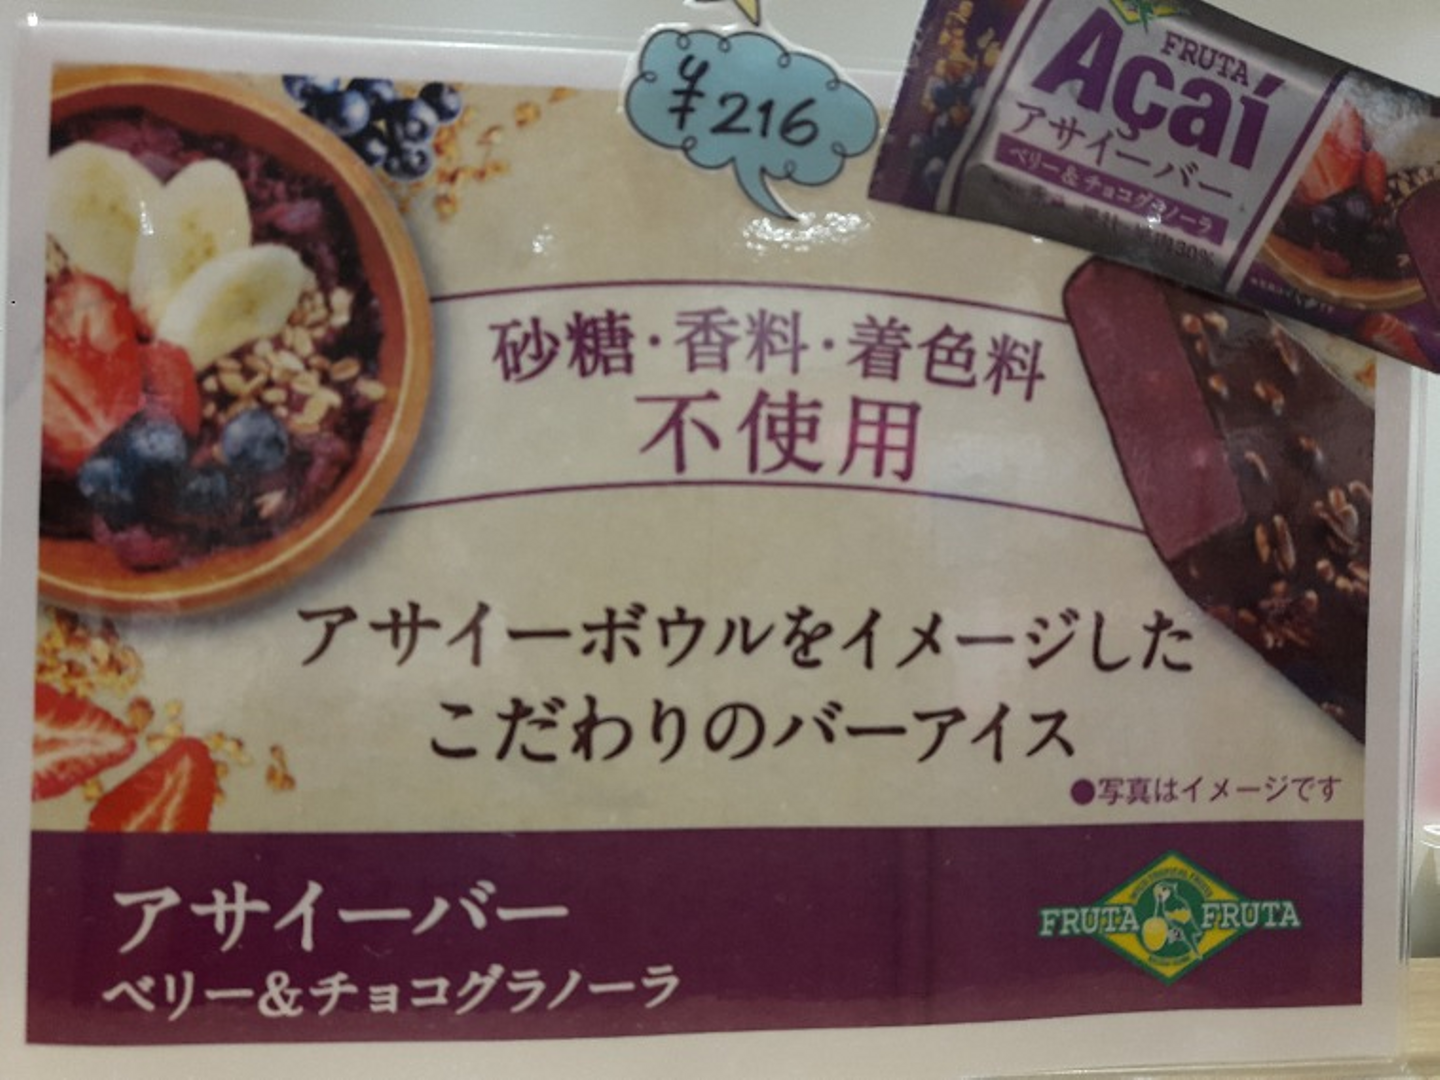 ¥216
FRUTA
Açaí
アサイーバー
ベリー&チョコグラノーラ
砂糖・香料・着色料
不使用
アサイーボウルをイメージした
こだわりのバーアイス
●写真はイメージです
アサイーバー
ベリー&チョコグラノーラ
FRUTA FRUTA